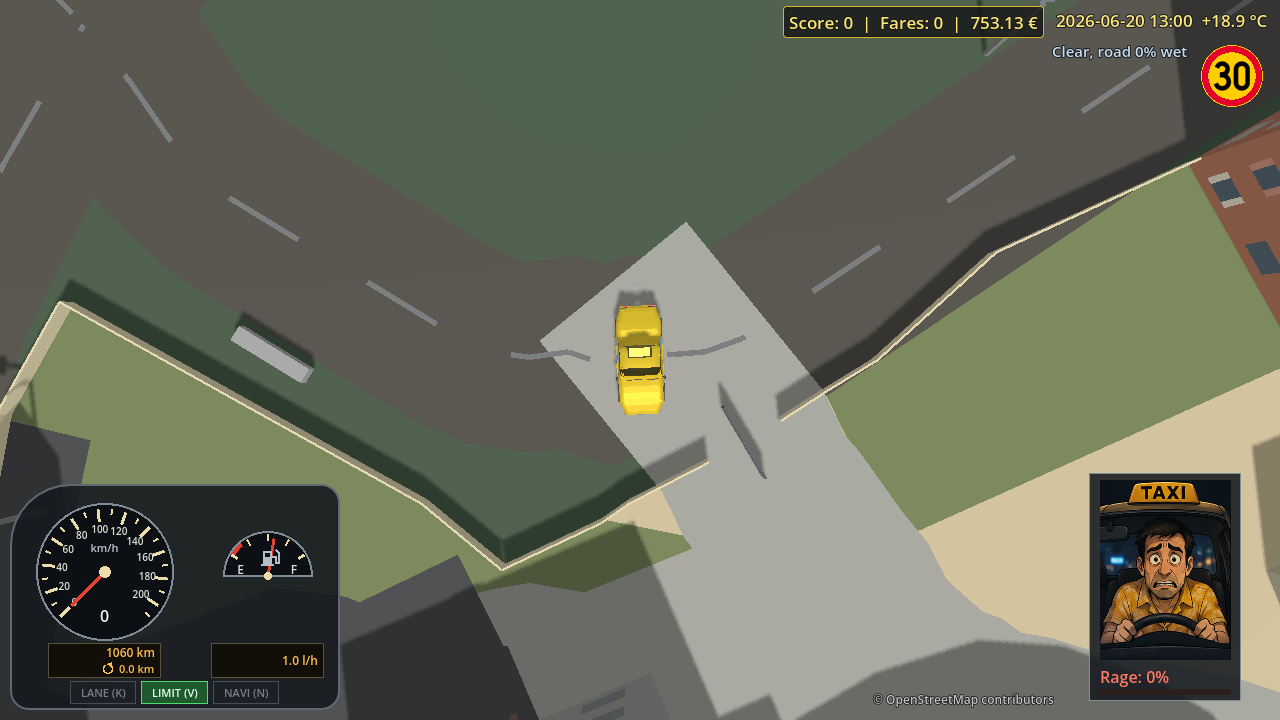 Score: 0 | Fares: 0 | 753.13 €
2026-06-20 13:00 +18.9 °C
Clear, road 0% wet
30
0 20 40 60 80 100 120 140 160 180 200
km/h
0
E F
1060 km
0.0 km
1.0 l/h
LANE (K) LIMIT (V) NAVI (N)
TAXI
Rage: 0%
© OpenStreetMap contributors